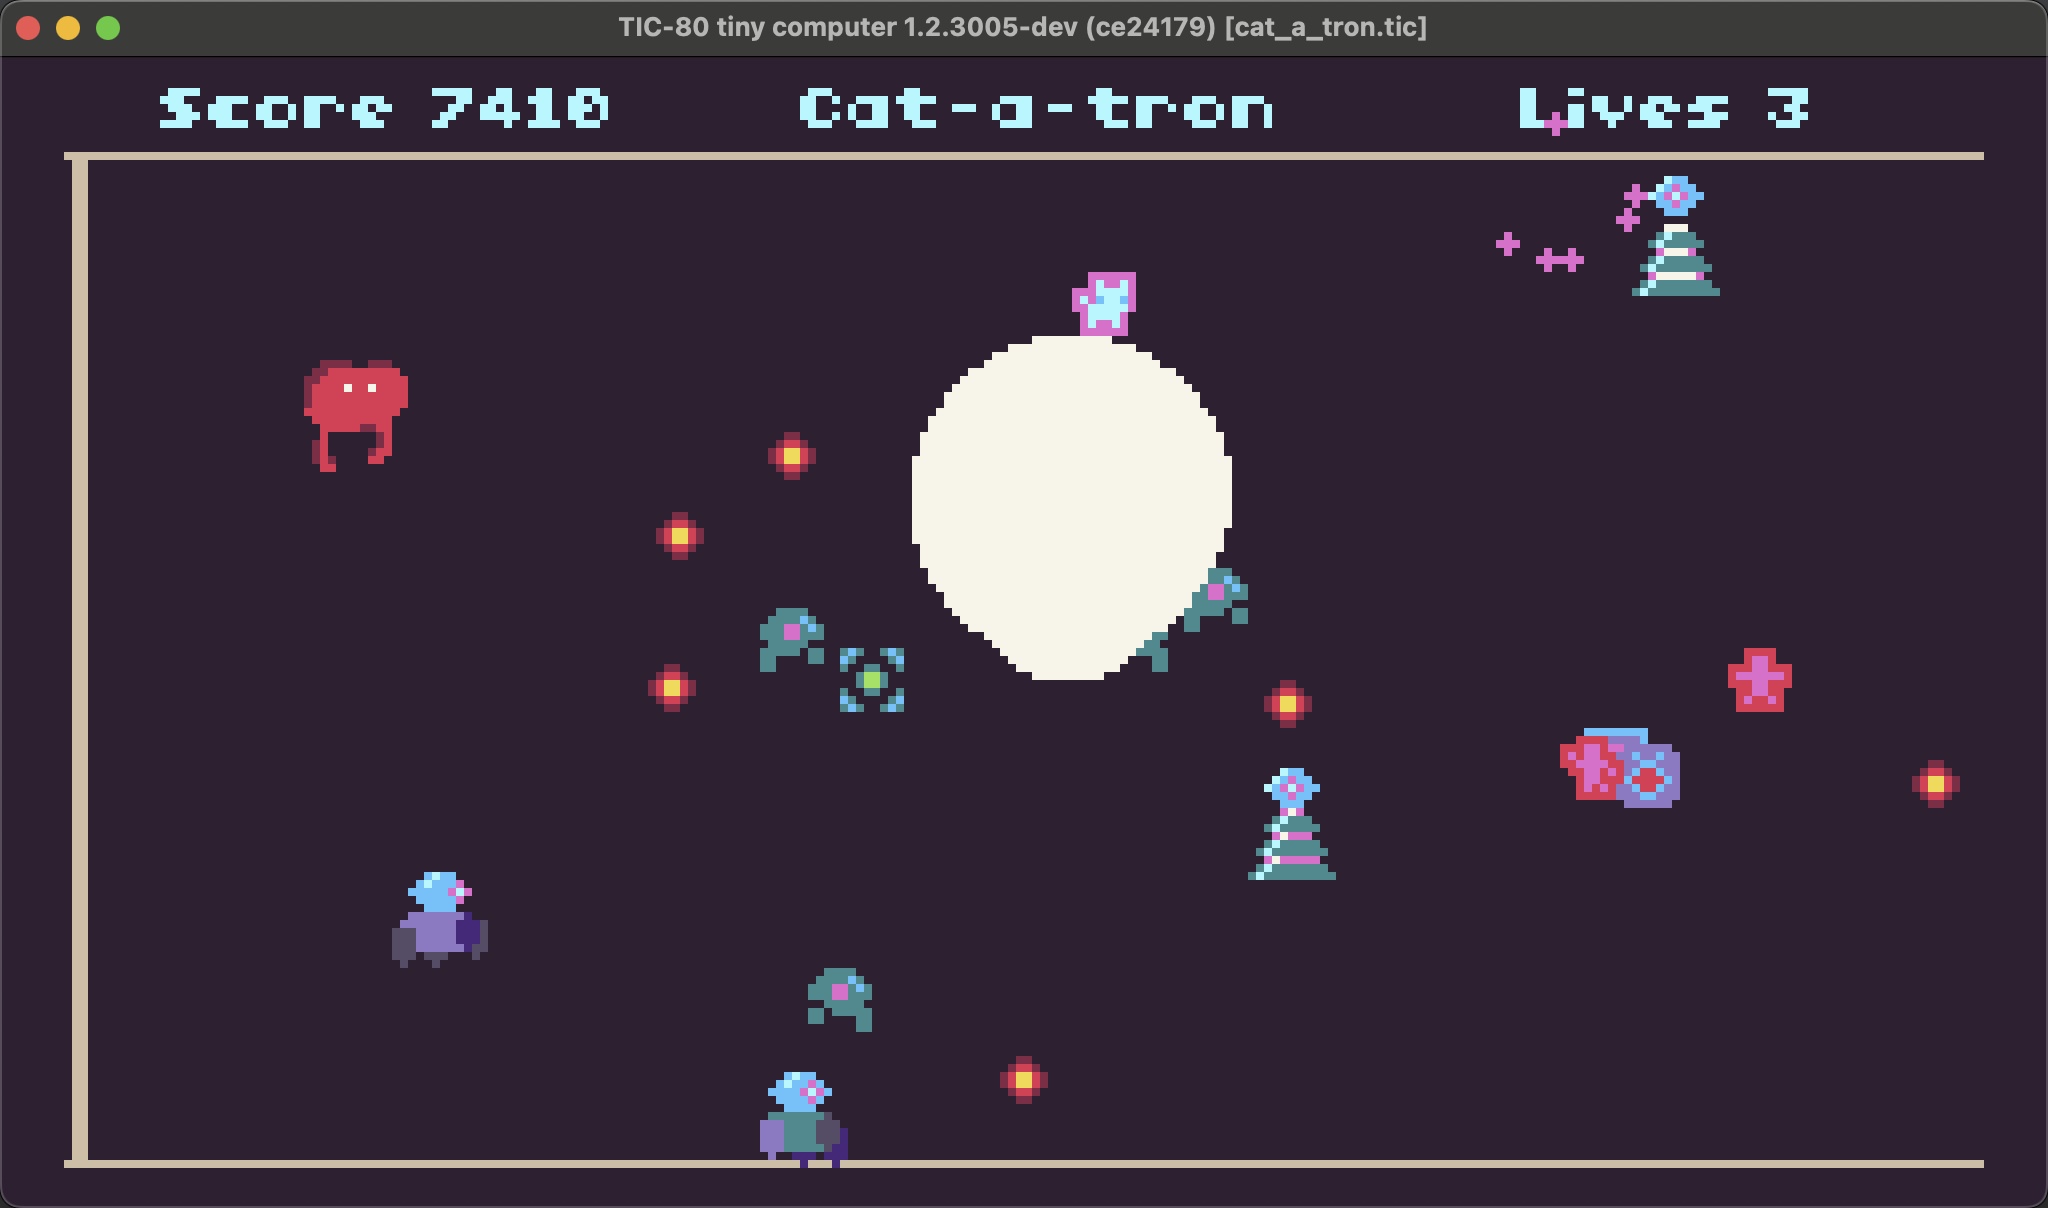 TIC-80 tiny computer 1.2.3005-dev (ce24179) [cat_a_tron.tic]
Score 7410 Cat-a-tron Lives 3